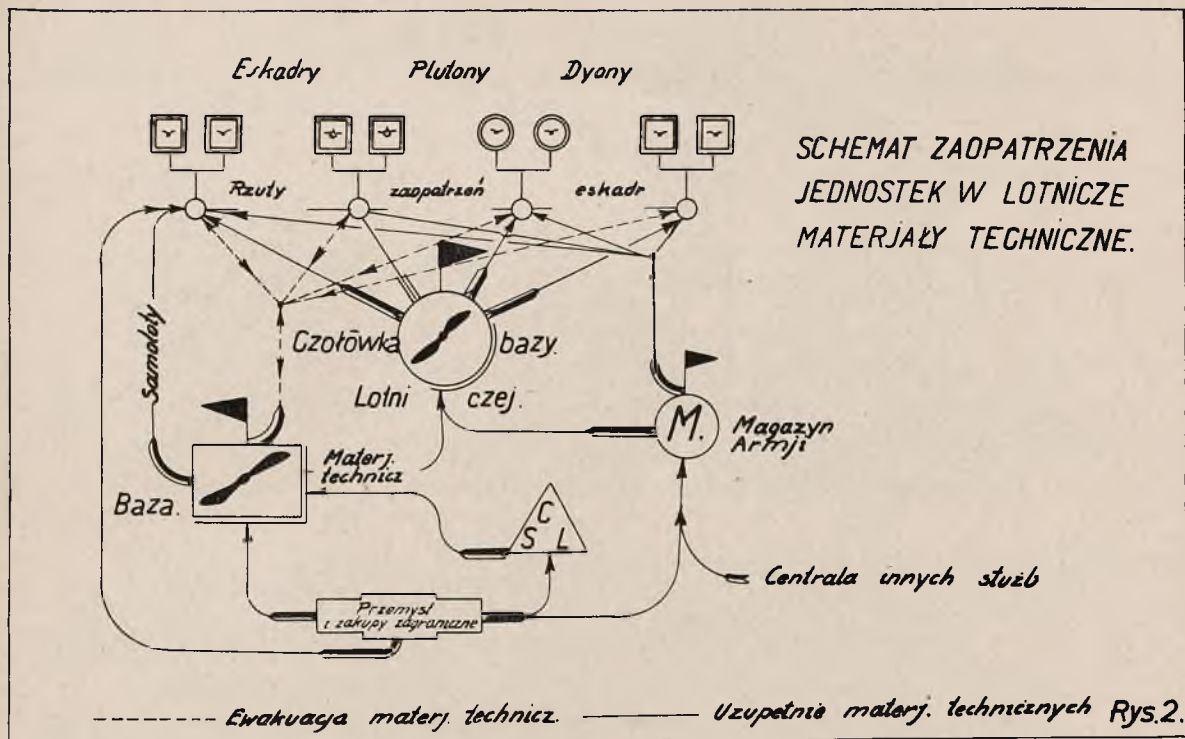 Eskadry Plutony Dyony
SCHEMAT ZAOPATRZENIA
JEDNOSTEK W LOTNICZE
MATERJAŁY TECHNICZNE.
Rzuty zaopatrzeń eskadr
Samoloty
Czołówka bazy.
Lotni czej.
M.
Magazyn
Armji
Materj.
technicz
Baza.
C
S L
Centrala innych służb
Przemysł
i zakupy zagraniczne
Ewakuacja materj. technicz. Uzupełnie materj. technicznych Rys.2.